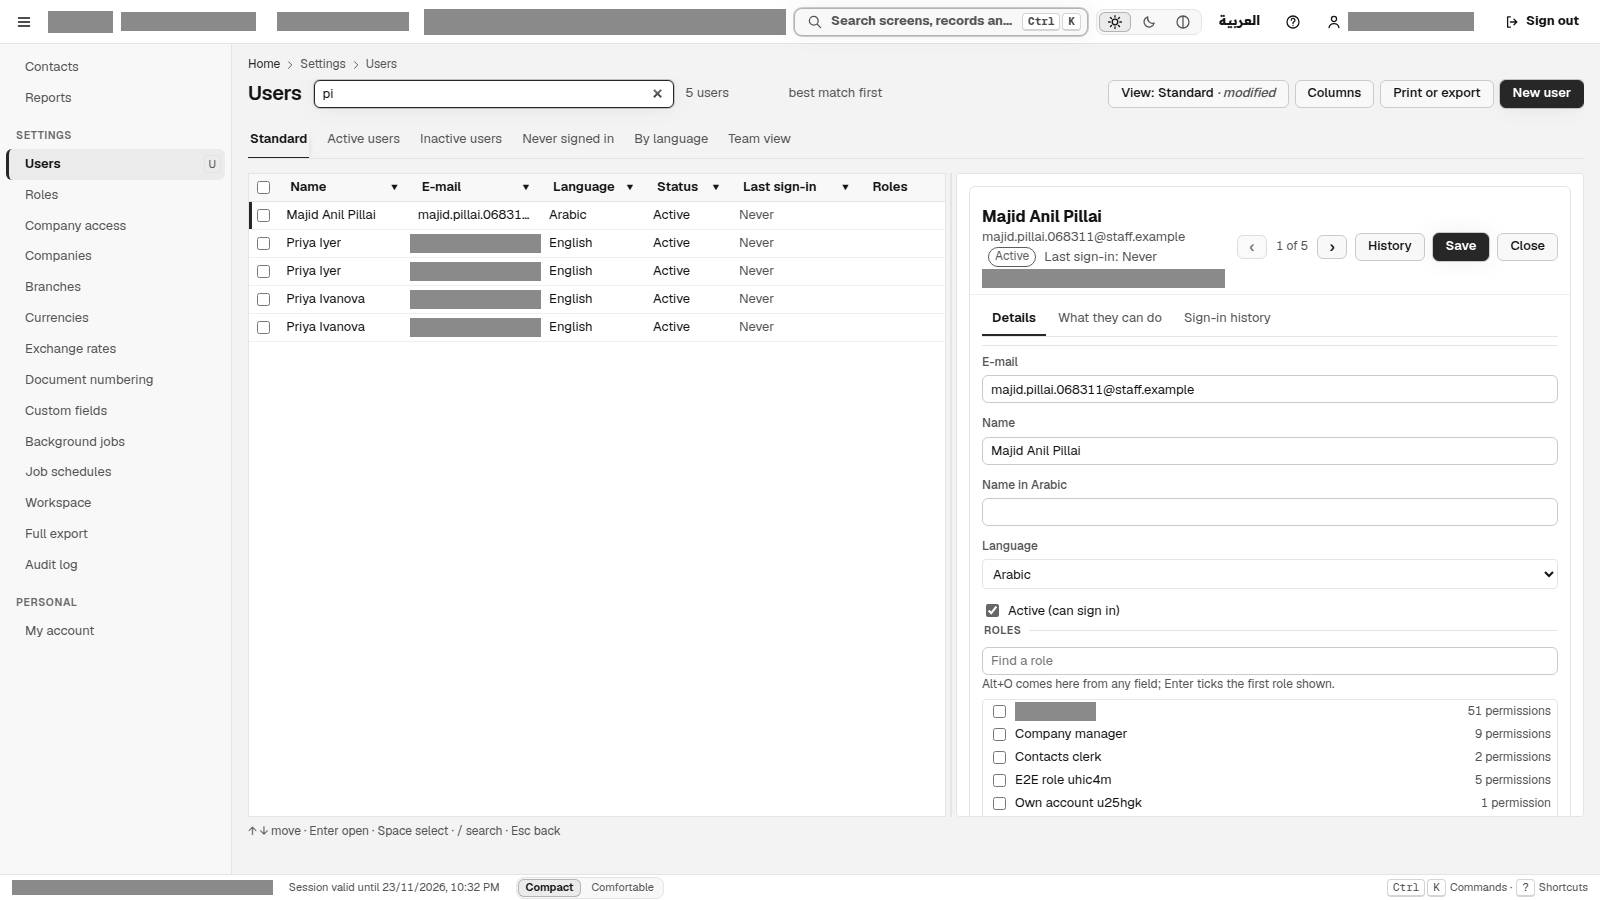 Search screens, records an... Ctrl K
العربية
Sign out
Contacts
Reports
SETTINGS
Users U
Roles
Company access
Companies
Branches
Currencies
Exchange rates
Document numbering
Custom fields
Background jobs
Job schedules
Workspace
Full export
Audit log
PERSONAL
My account
Home > Settings > Users
Users
pi
5 users
best match first
View: Standard · modified
Columns
Print or export
New user
Standard Active users Inactive users Never signed in By language Team view
Name E-mail Language Status Last sign-in Roles
Majid Anil Pillai majid.pillai.06831... Arabic Active Never
Priya Iyer English Active Never
Priya Iyer English Active Never
Priya Ivanova English Active Never
Priya Ivanova English Active Never
↑↓ move · Enter open · Space select · / search · Esc back
Majid Anil Pillai
majid.pillai.068311@staff.example
Active Last sign-in: Never
‹ 1 of 5 ›
History
Save
Close
Details What they can do Sign-in history
E-mail
majid.pillai.068311@staff.example
Name
Majid Anil Pillai
Name in Arabic
Language
Arabic
Active (can sign in)
ROLES
Find a role
Alt+O comes here from any field; Enter ticks the first role shown.
51 permissions
Company manager 9 permissions
Contacts clerk 2 permissions
E2E role uhic4m 5 permissions
Own account u25hgk 1 permission
Session valid until 23/11/2026, 10:32 PM
Compact Comfortable
Ctrl K Commands · ? Shortcuts